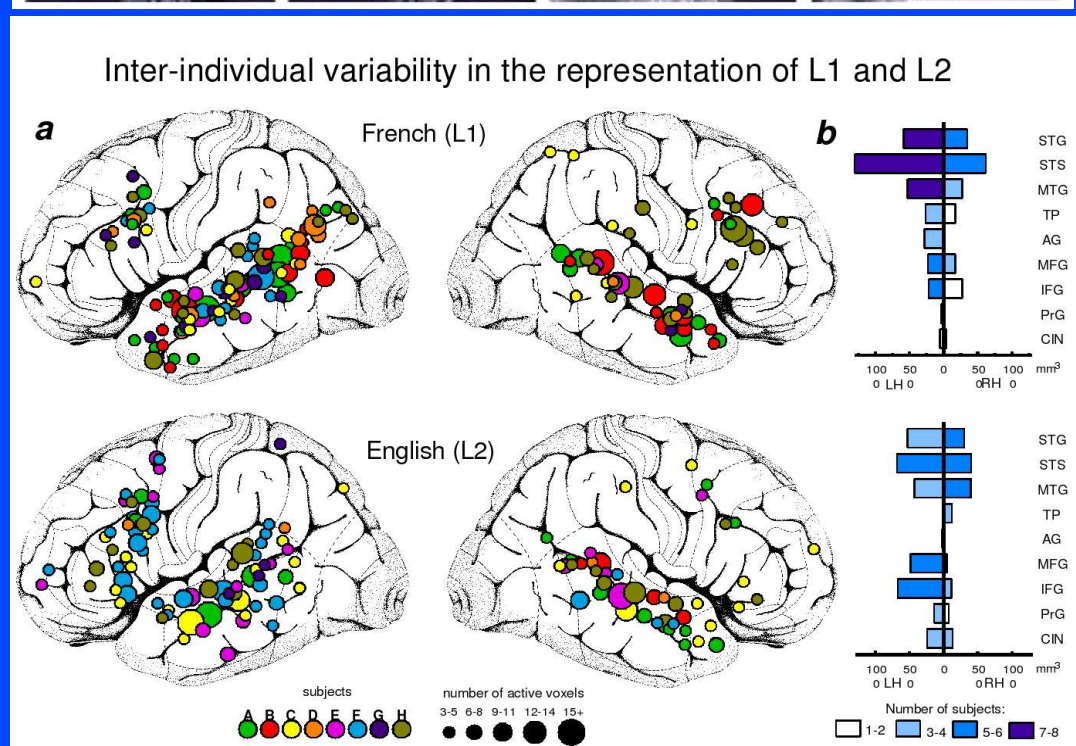 Inter-individual variability in the representation of L1 and L2
a
French (L1)
b
STG
STS
MTG
TP
AG
MFG
IFG
PrG
CIN
100 50 0 50 100 mm³
0 LH 0 0 RH 0
English (L2)
STG
STS
MTG
TP
AG
MFG
IFG
PrG
CIN
100 50 0 50 100 mm³
0 LH 0 0 RH 0
subjects
A B C D E F G H
number of active voxels
3-5 6-8 9-11 12-14 15+
Number of subjects:
1-2 3-4 5-6 7-8